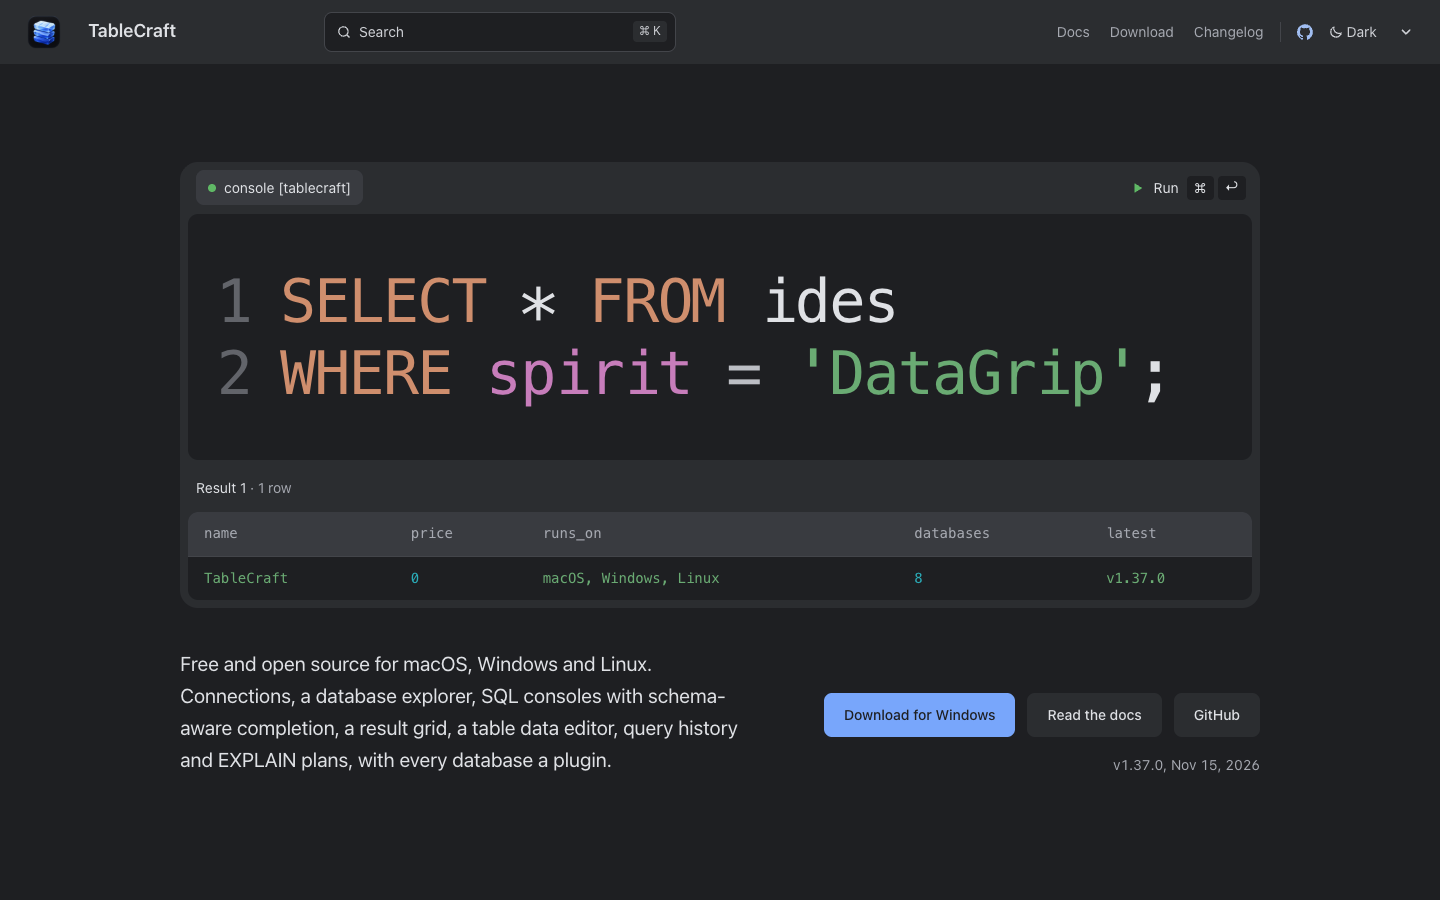 TableCraft
Search ⌘ K
Docs Download Changelog Dark
console [tablecraft]
Run ⌘ ↩
1 SELECT * FROM ides
2 WHERE spirit = 'DataGrip';
Result 1 · 1 row
name price runs_on databases latest
TableCraft 0 macOS, Windows, Linux 8 v1.37.0
Free and open source for macOS, Windows and Linux.
Connections, a database explorer, SQL consoles with schema-
aware completion, a result grid, a table data editor, query history
and EXPLAIN plans, with every database a plugin.
Download for Windows Read the docs GitHub
v1.37.0, Nov 15, 2026